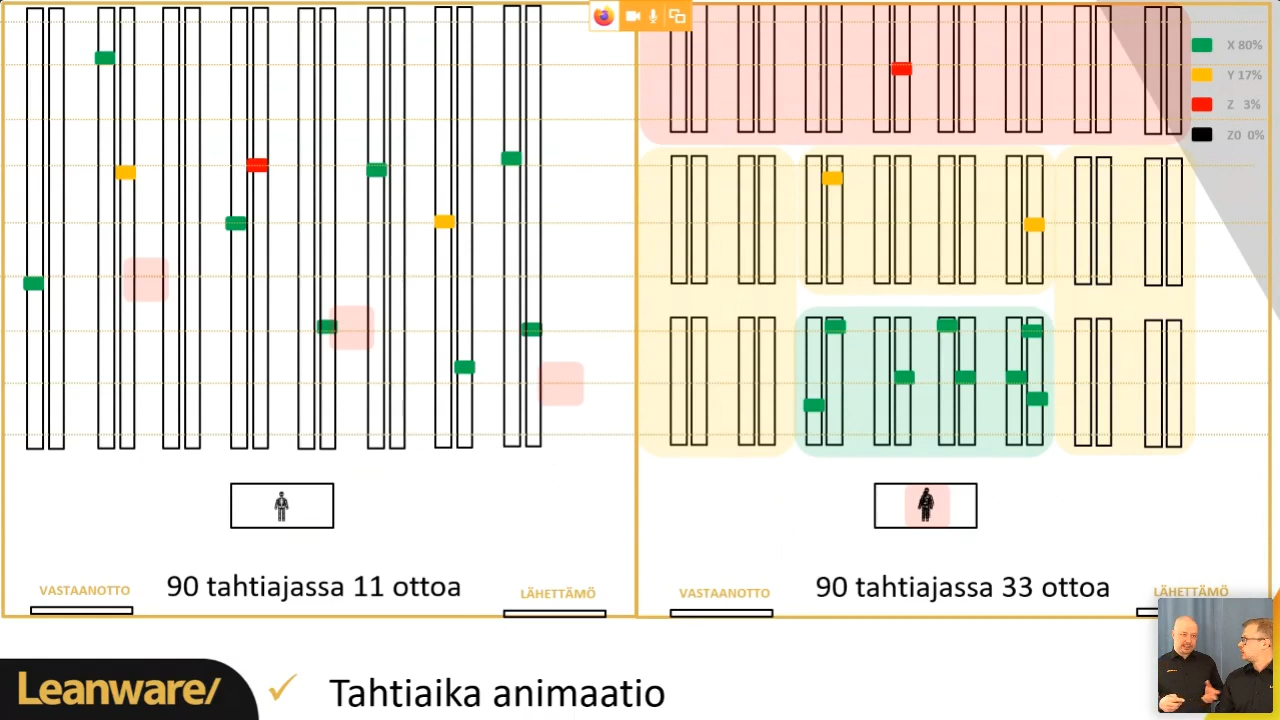 X 80%
Y 17%
Z 3%
Z0 0%
VASTAANOTTO
90 tahtiajassa 11 ottoa
LÄHETTÄMÖ
VASTAANOTTO
90 tahtiajassa 33 ottoa
LÄHETTÄMÖ
Leanware/
Tahtiaika animaatio